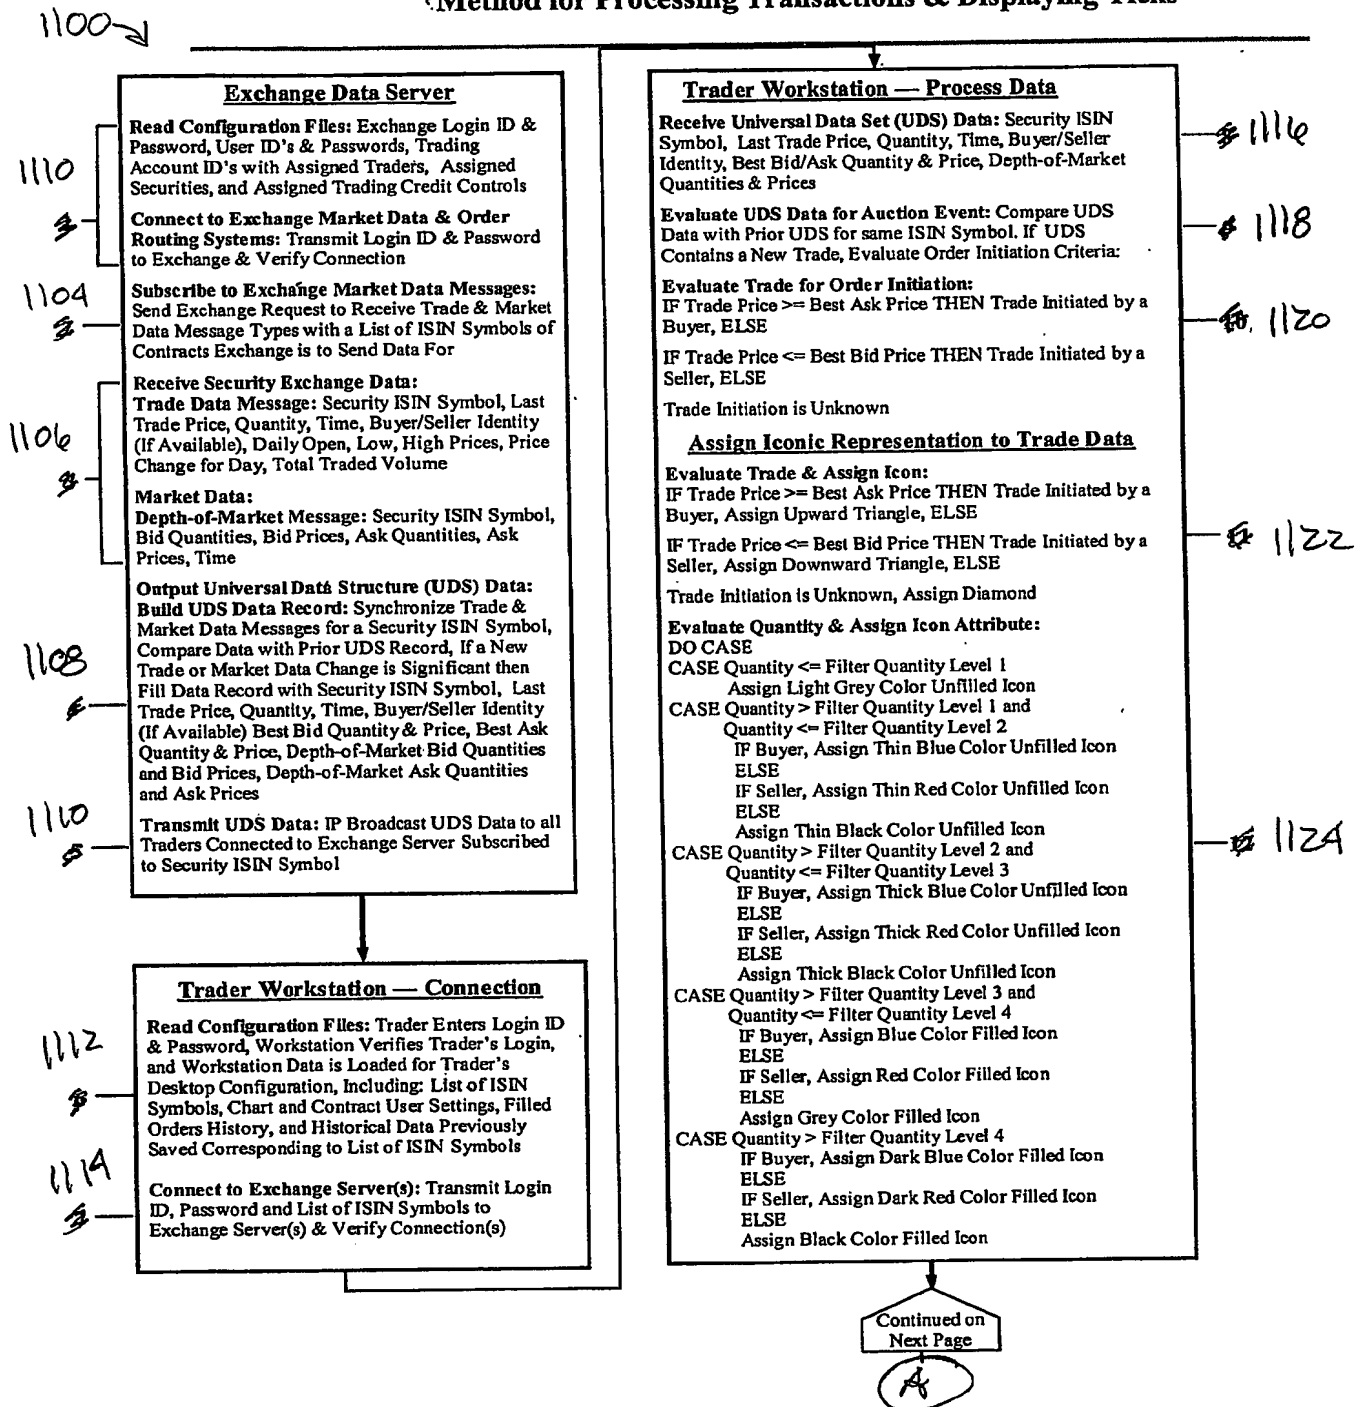 Method for Processing Transactions & Displaying Ticks
1100
Exchange Data Server
1110
Read Configuration Files: Exchange Login ID &
Password, User ID's & Passwords, Trading
Account ID's with Assigned Traders, Assigned
Securities, and Assigned Trading Credit Controls
Connect to Exchange Market Data & Order
Routing Systems: Transmit Login ID & Password
to Exchange & Verify Connection
1104
Subscribe to Exchange Market Data Messages:
Send Exchange Request to Receive Trade & Market
Data Message Types with a List of ISIN Symbols of
Contracts Exchange is to Send Data For
1106
Receive Security Exchange Data:
Trade Data Message: Security ISIN Symbol, Last
Trade Price, Quantity, Time, Buyer/Seller Identity
(If Available), Daily Open, Low, High Prices, Price
Change for Day, Total Traded Volume
Market Data:
Depth-of-Market Message: Security ISIN Symbol,
Bid Quantities, Bid Prices, Ask Quantities, Ask
Prices, Time
1108
Output Universal Data Structure (UDS) Data:
Build UDS Data Record: Synchronize Trade &
Market Data Messages for a Security ISIN Symbol,
Compare Data with Prior UDS Record, If a New
Trade or Market Data Change is Significant then
Fill Data Record with Security ISIN Symbol, Last
Trade Price, Quantity, Time, Buyer/Seller Identity
(If Available) Best Bid Quantity & Price, Best Ask
Quantity & Price, Depth-of-Market Bid Quantities
and Bid Prices, Depth-of-Market Ask Quantities
and Ask Prices
1110
Transmit UDS Data: IP Broadcast UDS Data to all
Traders Connected to Exchange Server Subscribed
to Security ISIN Symbol
Trader Workstation — Connection
1112
Read Configuration Files: Trader Enters Login ID
& Password, Workstation Verifies Trader's Login,
and Workstation Data is Loaded for Trader's
Desktop Configuration, Including: List of ISIN
Symbols, Chart and Contract User Settings, Filled
Orders History, and Historical Data Previously
Saved Corresponding to List of ISIN Symbols
1114
Connect to Exchange Server(s): Transmit Login
ID, Password and List of ISIN Symbols to
Exchange Server(s) & Verify Connection(s)
Trader Workstation — Process Data
Receive Universal Data Set (UDS) Data: Security ISIN
Symbol, Last Trade Price, Quantity, Time, Buyer/Seller
Identity, Best Bid/Ask Quantity & Price, Depth-of-Market
Quantities & Prices
1116
Evaluate UDS Data for Auction Event: Compare UDS
Data with Prior UDS for same ISIN Symbol. If UDS
Contains a New Trade, Evaluate Order Initiation Criteria:
1118
Evaluate Trade for Order Initiation:
IF Trade Price >= Best Ask Price THEN Trade Initiated by a
Buyer, ELSE
1120
IF Trade Price <= Best Bid Price THEN Trade Initiated by a
Seller, ELSE
Trade Initiation is Unknown
Assign Iconic Representation to Trade Data
Evaluate Trade & Assign Icon:
IF Trade Price >= Best Ask Price THEN Trade Initiated by a
Buyer, Assign Upward Triangle, ELSE
IF Trade Price <= Best Bid Price THEN Trade Initiated by a
Seller, Assign Downward Triangle, ELSE
1122
Trade Initiation is Unknown, Assign Diamond
Evaluate Quantity & Assign Icon Attribute:
DO CASE
CASE Quantity <= Filter Quantity Level 1
Assign Light Grey Color Unfilled Icon
CASE Quantity > Filter Quantity Level 1 and
Quantity <= Filter Quantity Level 2
IF Buyer, Assign Thin Blue Color Unfilled Icon
ELSE
IF Seller, Assign Thin Red Color Unfilled Icon
ELSE
Assign Thin Black Color Unfilled Icon
1124
CASE Quantity > Filter Quantity Level 2 and
Quantity <= Filter Quantity Level 3
IF Buyer, Assign Thick Blue Color Unfilled Icon
ELSE
IF Seller, Assign Thick Red Color Unfilled Icon
ELSE
Assign Thick Black Color Unfilled Icon
CASE Quantity > Filter Quantity Level 3 and
Quantity <= Filter Quantity Level 4
IF Buyer, Assign Blue Color Filled Icon
ELSE
IF Seller, Assign Red Color Filled Icon
ELSE
Assign Grey Color Filled Icon
CASE Quantity > Filter Quantity Level 4
IF Buyer, Assign Dark Blue Color Filled Icon
ELSE
IF Seller, Assign Dark Red Color Filled Icon
ELSE
Assign Black Color Filled Icon
Continued on
Next Page
A